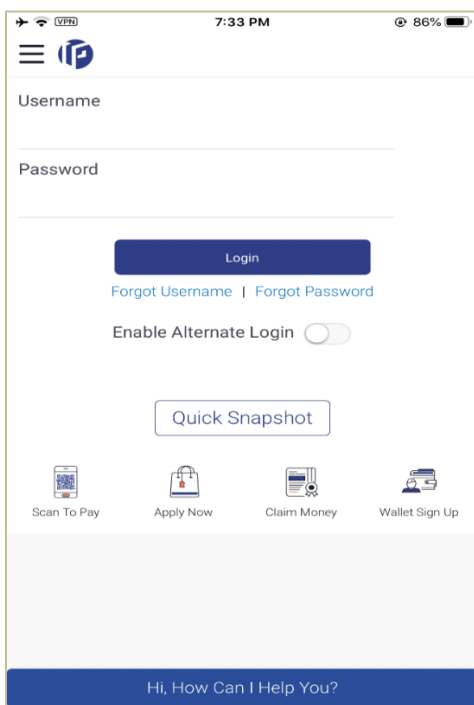 VPN 7:33 PM 86%
Username
Password
Login
Forgot Username | Forgot Password
Enable Alternate Login
Quick Snapshot
Scan To Pay Apply Now Claim Money Wallet Sign Up
Hi, How Can I Help You?